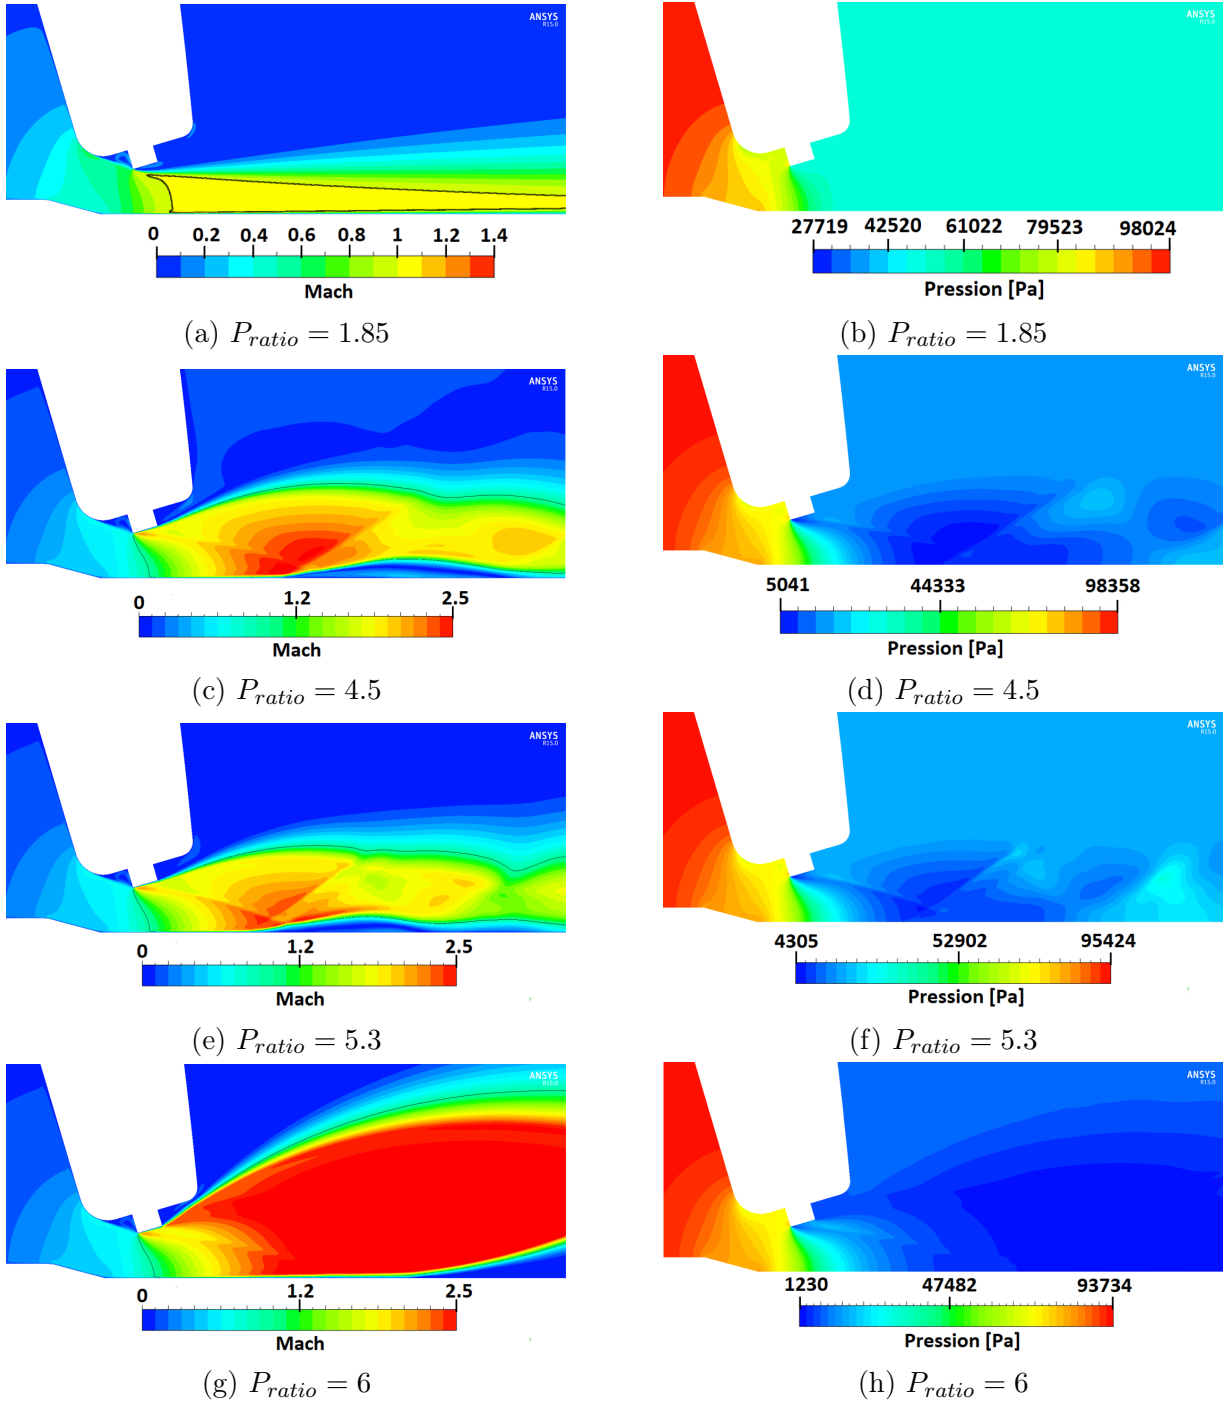 ANSYS
R15.0
ANSYS
R15.0
0 0.2 0.4 0.6 0.8 1 1.2 1.4
Mach
27719 42520 61022 79523 98024
Pression [Pa]
(a) P_ratio = 1.85
(b) P_ratio = 1.85
ANSYS
R15.0
ANSYS
R15.0
0 1.2 2.5
Mach
5041 44333 98358
Pression [Pa]
(c) P_ratio = 4.5
(d) P_ratio = 4.5
ANSYS
R15.0
ANSYS
R15.0
0 1.2 2.5
Mach
4305 52902 95424
Pression [Pa]
(e) P_ratio = 5.3
(f) P_ratio = 5.3
ANSYS
R15.0
ANSYS
R15.0
0 1.2 2.5
Mach
1230 47482 93734
Pression [Pa]
(g) P_ratio = 6
(h) P_ratio = 6